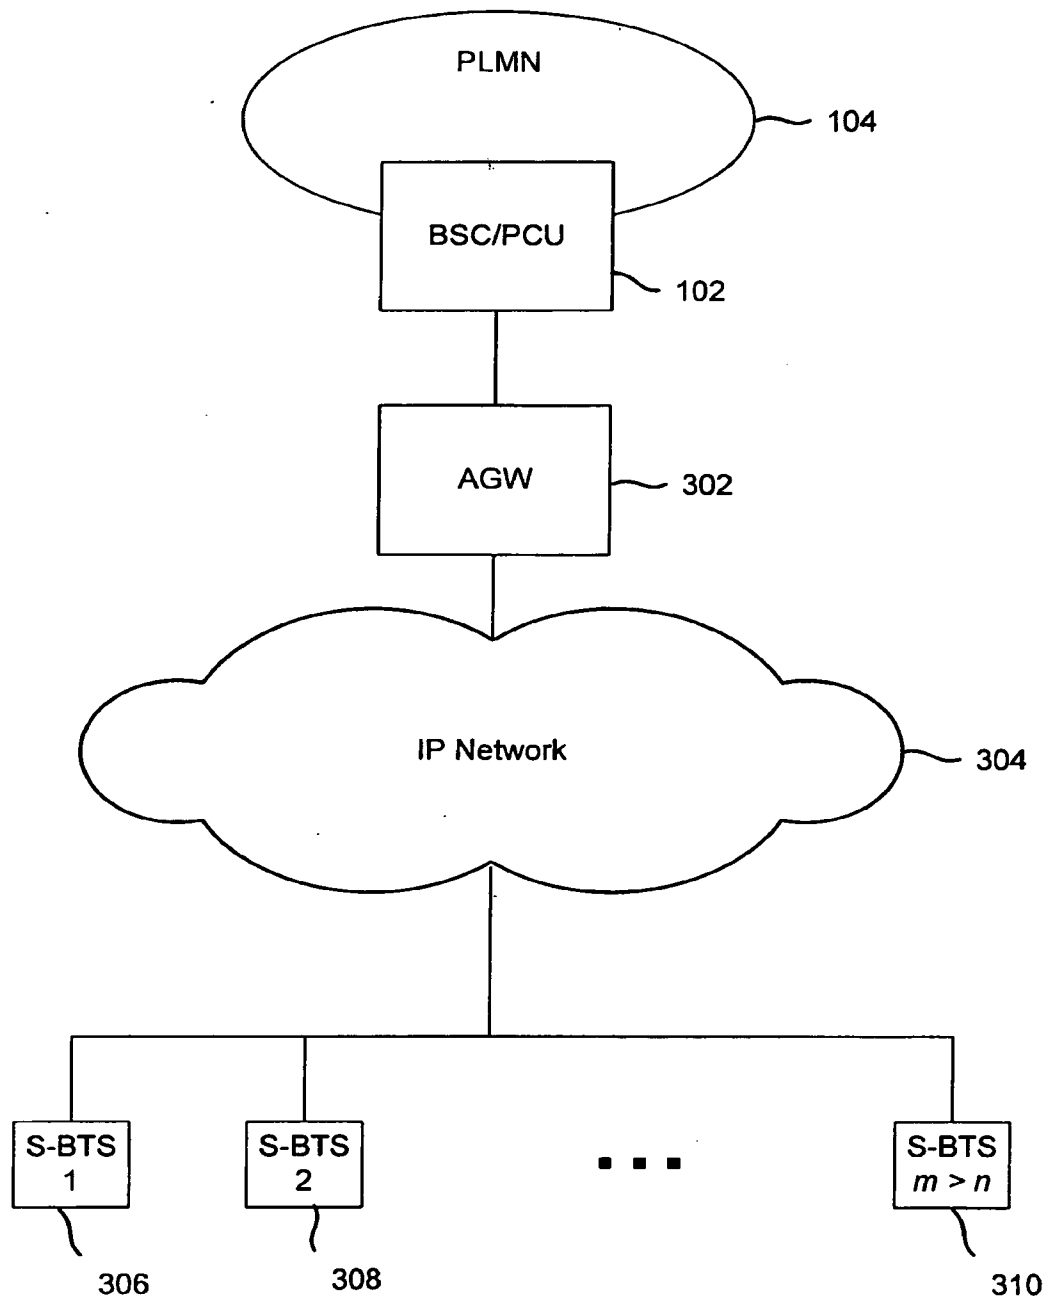 PLMN
104
BSC/PCU
102
AGW
302
IP Network
304
S-BTS
1
S-BTS
2
S-BTS
m > n
306
308
310